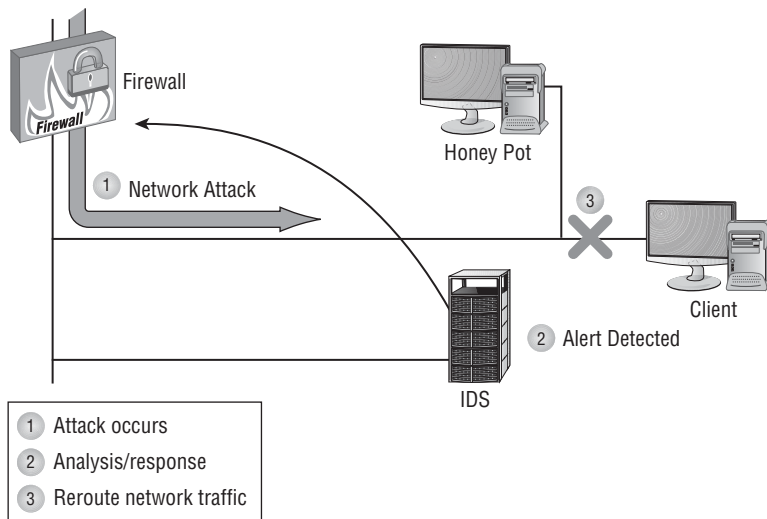 Firewall
Firewall
Honey Pot
1 Network Attack
3
Client
2 Alert Detected
IDS
1 Attack occurs
2 Analysis/response
3 Reroute network traffic